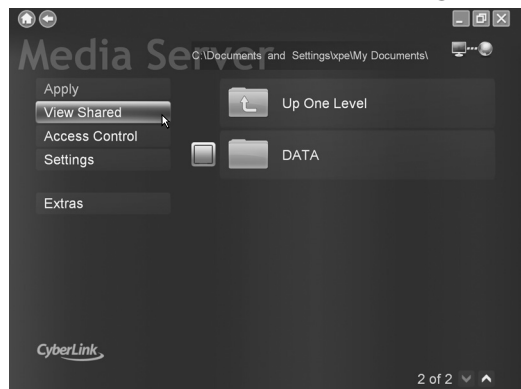 Media Server
C:\Documents and Settings\xpe\My Documents\
Apply
View Shared
Access Control
Settings
Extras
Up One Level
DATA
CyberLink
2 of 2